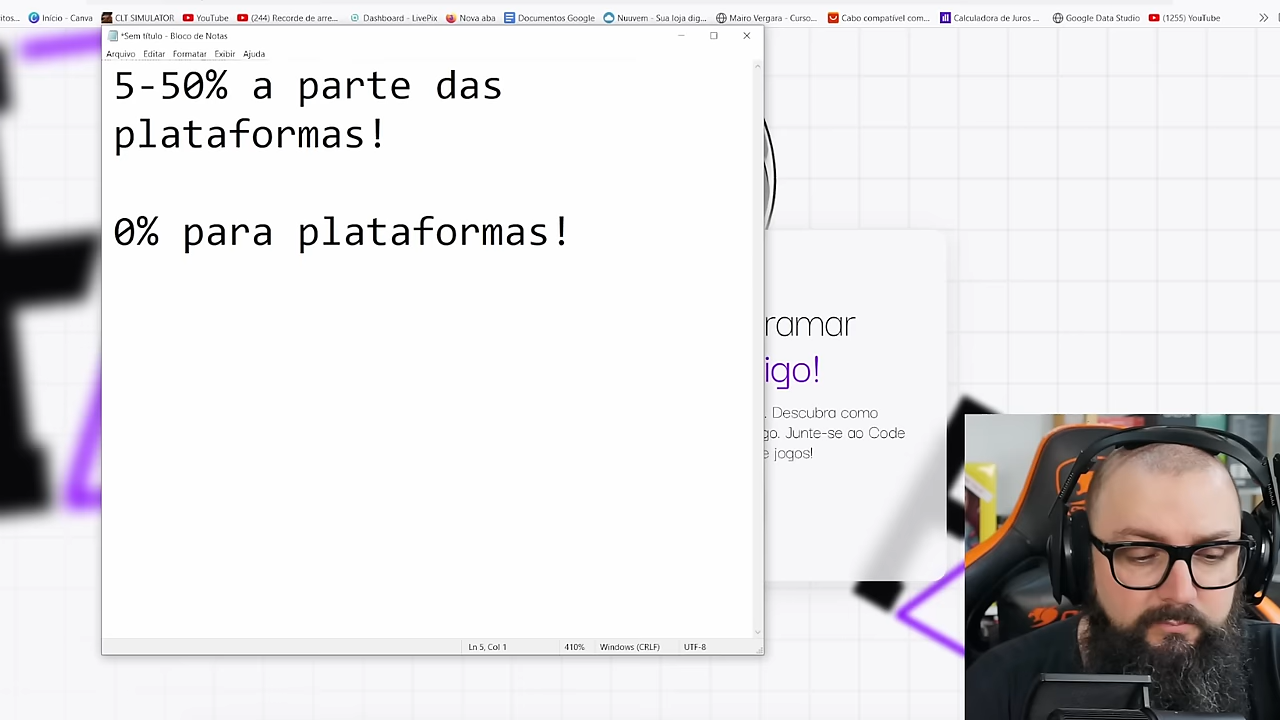 itos...
Início - Canva
CLT SIMULATOR
YouTube
(244) Recorde de arre...
Dashboard - LivePix
Nova aba
Documentos Google
Nuuvem - Sua loja dig...
Mairo Vergara - Curso...
Cabo compatível com...
Calculadora de Juros ...
Google Data Studio
(1255) YouTube
*Sem título - Bloco de Notas
Arquivo Editar Formatar Exibir Ajuda
5-50% a parte das
plataformas!
0% para plataformas!
ramar
igo!
. Descubra como
go. Junte-se ao Code
e jogos!
Ln 5, Col 1
410%
Windows (CRLF)
UTF-8